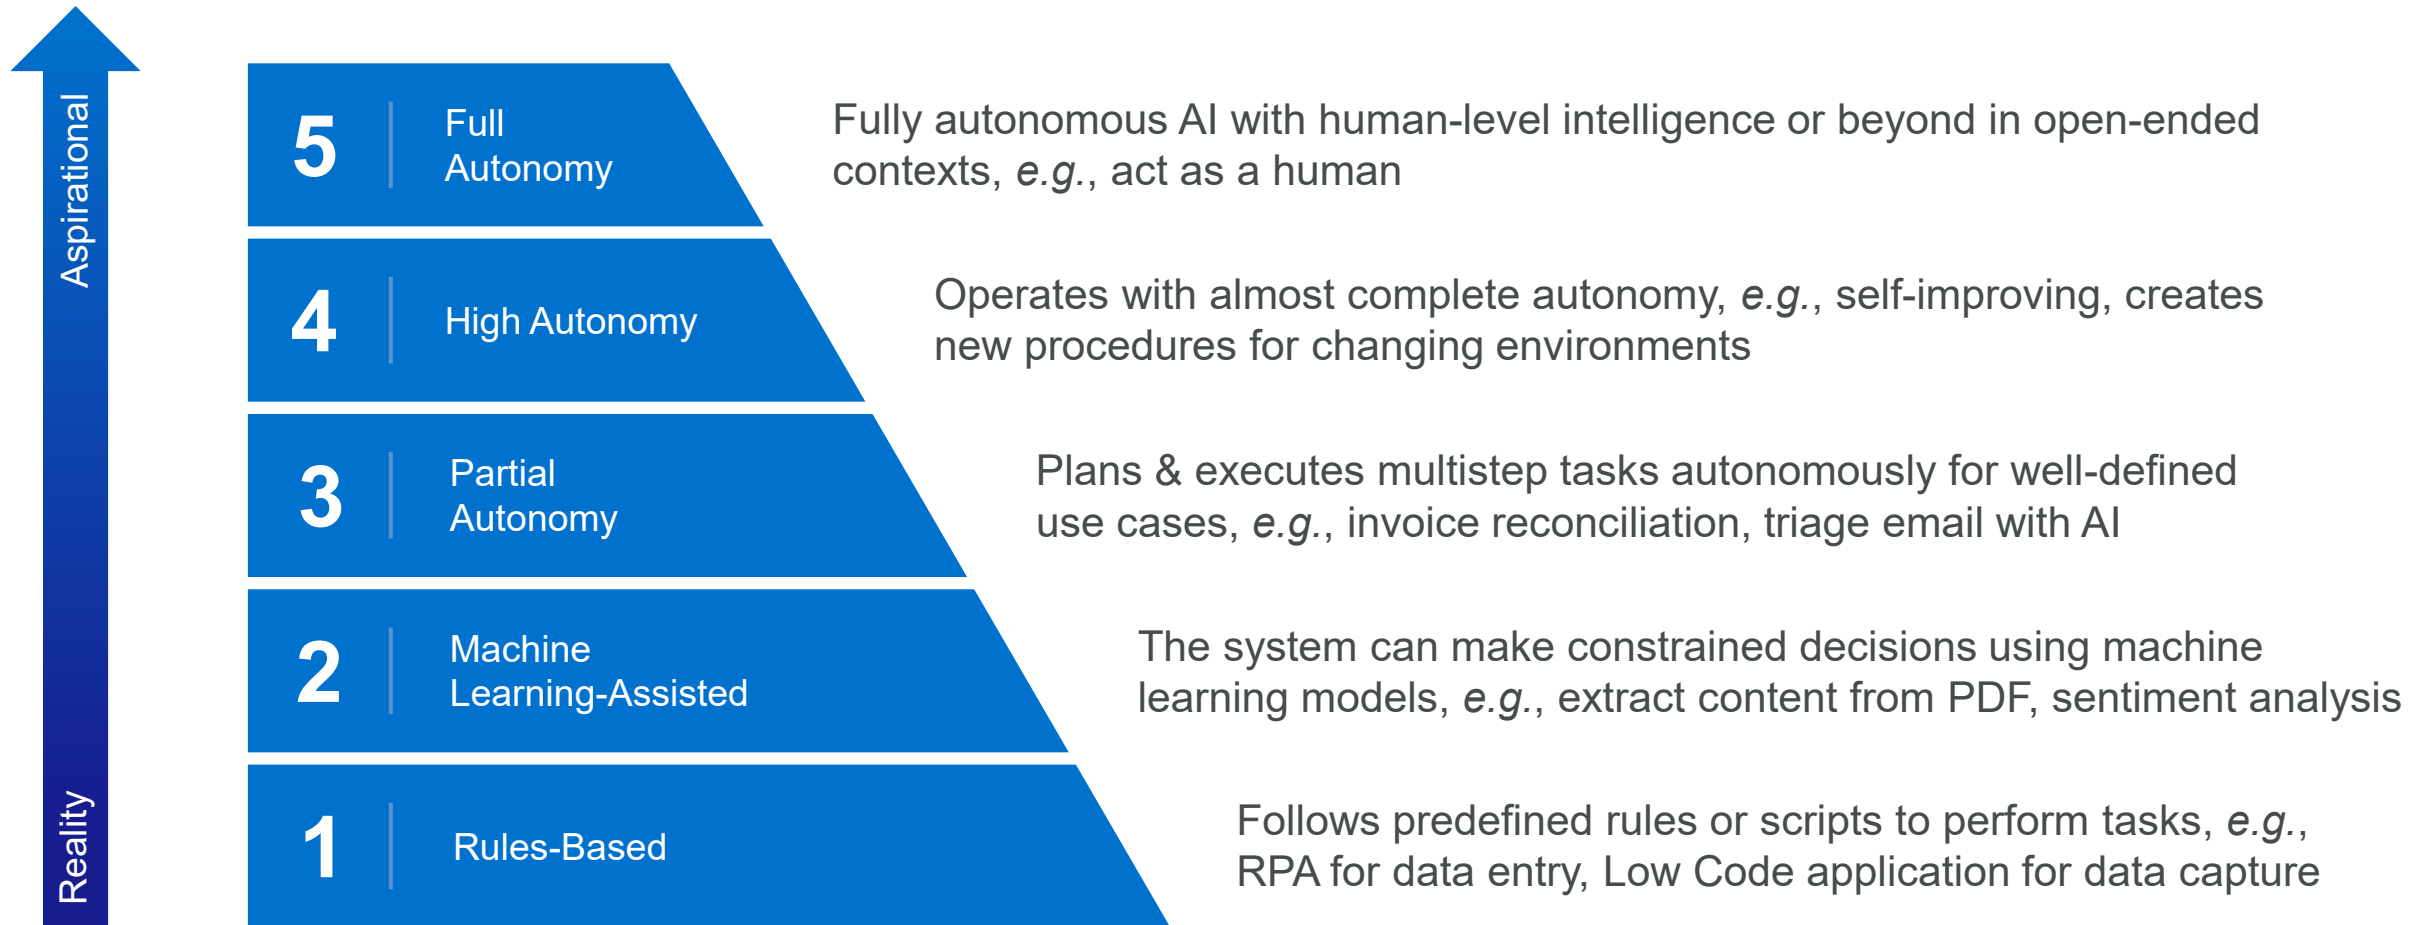 Aspirational
Reality
5
Full
Autonomy
Fully autonomous AI with human-level intelligence or beyond in open-ended
contexts, e.g., act as a human
4
High Autonomy
Operates with almost complete autonomy, e.g., self-improving, creates
new procedures for changing environments
3
Partial
Autonomy
Plans & executes multistep tasks autonomously for well-defined
use cases, e.g., invoice reconciliation, triage email with AI
2
Machine
Learning-Assisted
The system can make constrained decisions using machine
learning models, e.g., extract content from PDF, sentiment analysis
1
Rules-Based
Follows predefined rules or scripts to perform tasks, e.g.,
RPA for data entry, Low Code application for data capture